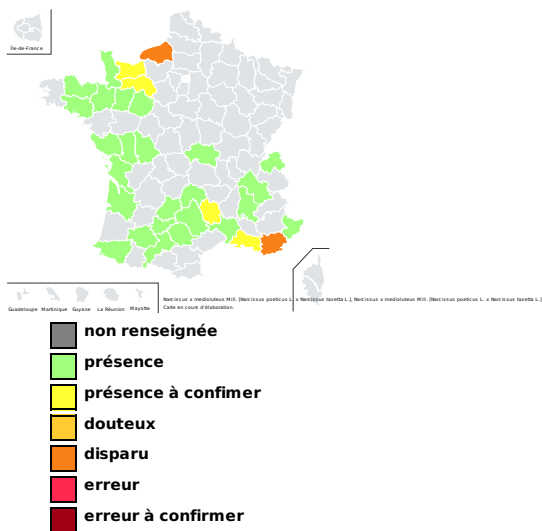 Île-de-France
Guadeloupe Martinique Guyane La Réunion Mayotte
Narcissus x medioluteus Mill. [Narcissus poeticus L. x Narcissus tazetta L.], Narcissus x medioluteus Mill. [Narcissus poeticus L. x Narcissus tazetta L.]
Carte en cours d'élaboration.
non renseignée
présence
présence à confimer
douteux
disparu
erreur
erreur à confirmer